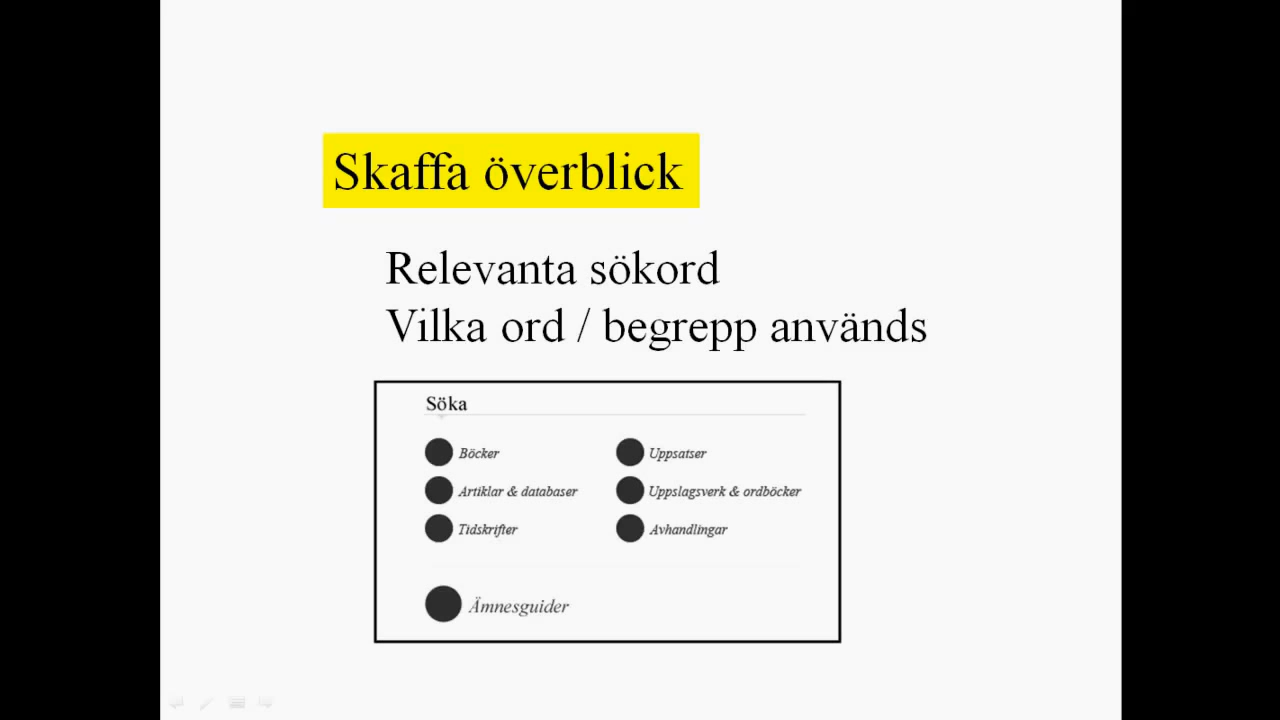 Skaffa överblick
Relevanta sökord
Vilka ord / begrepp används
Söka
Böcker
Uppsatser
Artiklar & databaser
Uppslagsverk & ordböcker
Tidskrifter
Avhandlingar
Ämnesguider